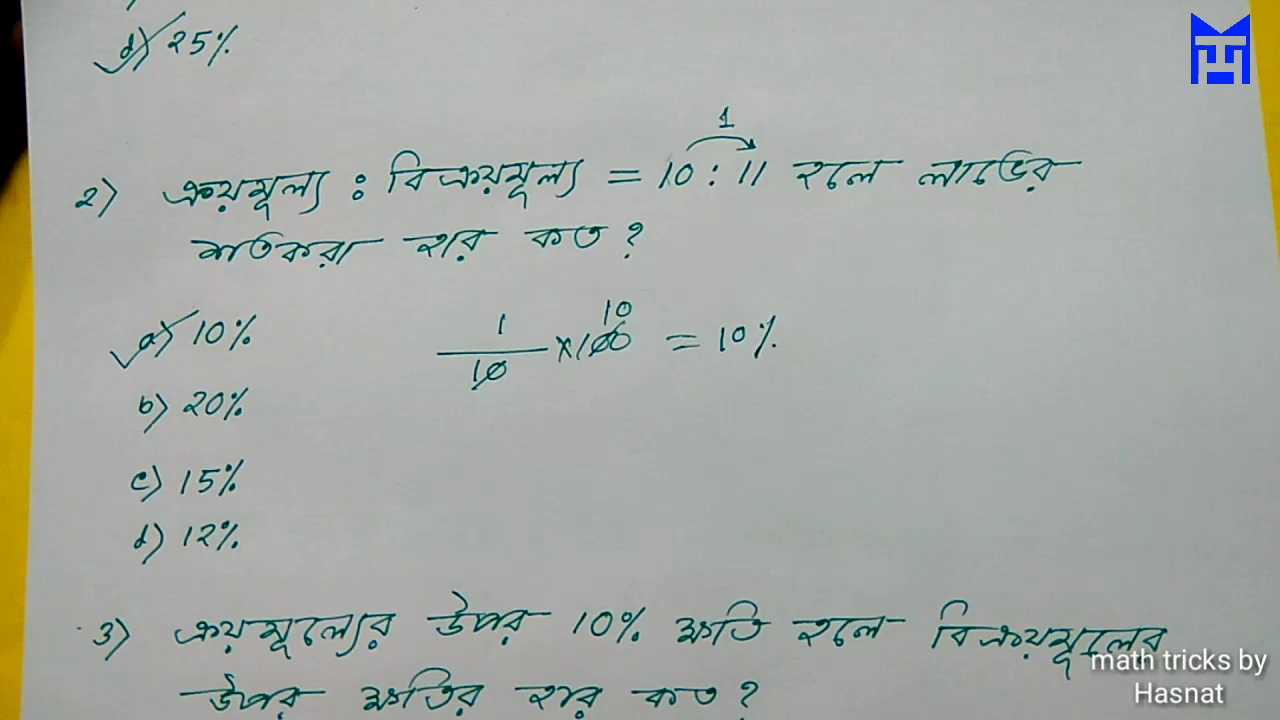 d) 25%
1
2) ক্রয়মূল্য : বিক্রয়মূল্য = 10 : 11 হলে লাভের
শতকরা হার কত ?
a) 10%
1/10 × 100 10 = 10%
b) 20%
c) 15%
d) 12%
3) ক্রয়মূল্যের উপর 10% ক্ষতি হলে বিক্রয়মূলের
উপর ক্ষতির হার কত ?
math tricks by
Hasnat